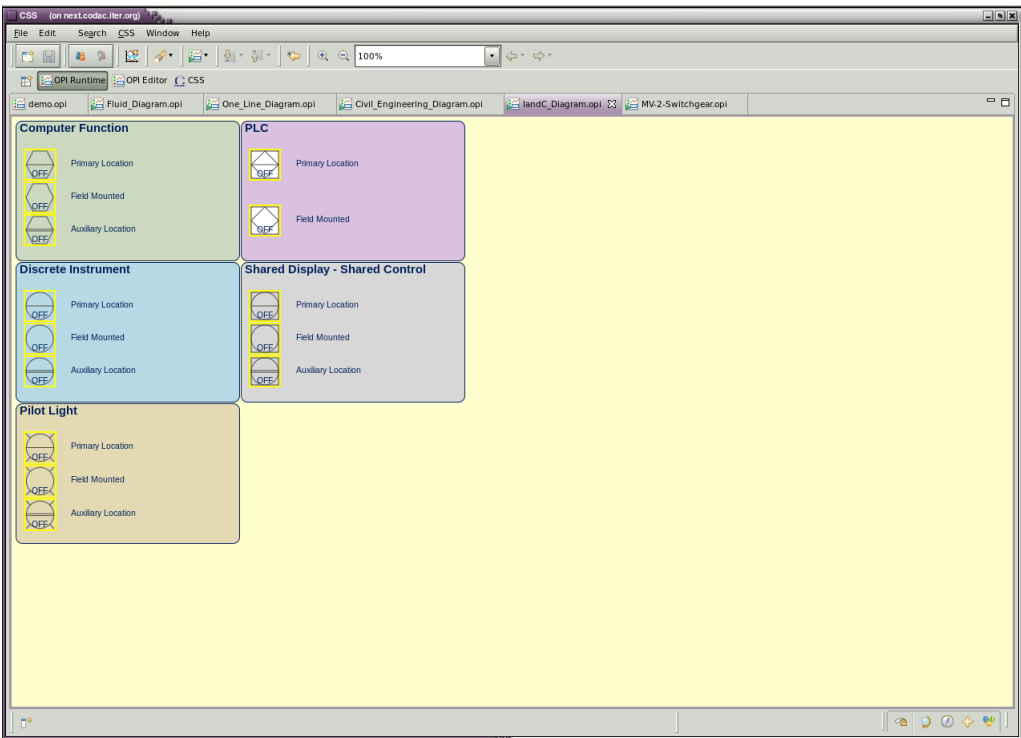 CSS (on next.codac.iter.org)
File Edit Search CSS Window Help
100%
OPI Runtime OPI Editor CSS
demo.opi Fluid_Diagram.opi One_Line_Diagram.opi Civil_Engineering_Diagram.opi IandC_Diagram.opi MV-2-Switchgear.opi
Computer Function
OFF Primary Location
OFF Field Mounted
OFF Auxiliary Location
PLC
OFF Primary Location
OFF Field Mounted
Discrete Instrument
OFF Primary Location
OFF Field Mounted
OFF Auxiliary Location
Shared Display - Shared Control
OFF Primary Location
OFF Field Mounted
OFF Auxiliary Location
Pilot Light
OFF Primary Location
OFF Field Mounted
OFF Auxiliary Location